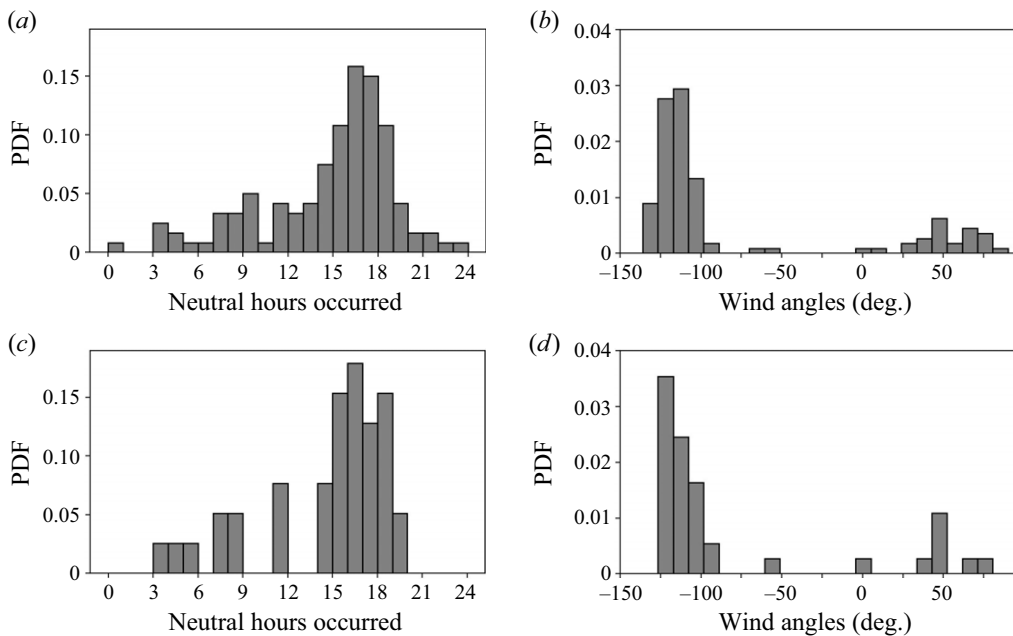 (a)
(b)
0.15
0.10
0.05
0
PDF
0 3 6 9 12 15 18 21 24
Neutral hours occurred
0.04
0.03
0.02
0.01
0
PDF
–150 –100 –50 0 50
Wind angles (deg.)
(c)
(d)
0.15
0.10
0.05
0
PDF
0 3 6 9 12 15 18 21 24
Neutral hours occurred
0.04
0.03
0.02
0.01
0
PDF
–150 –100 –50 0 50
Wind angles (deg.)